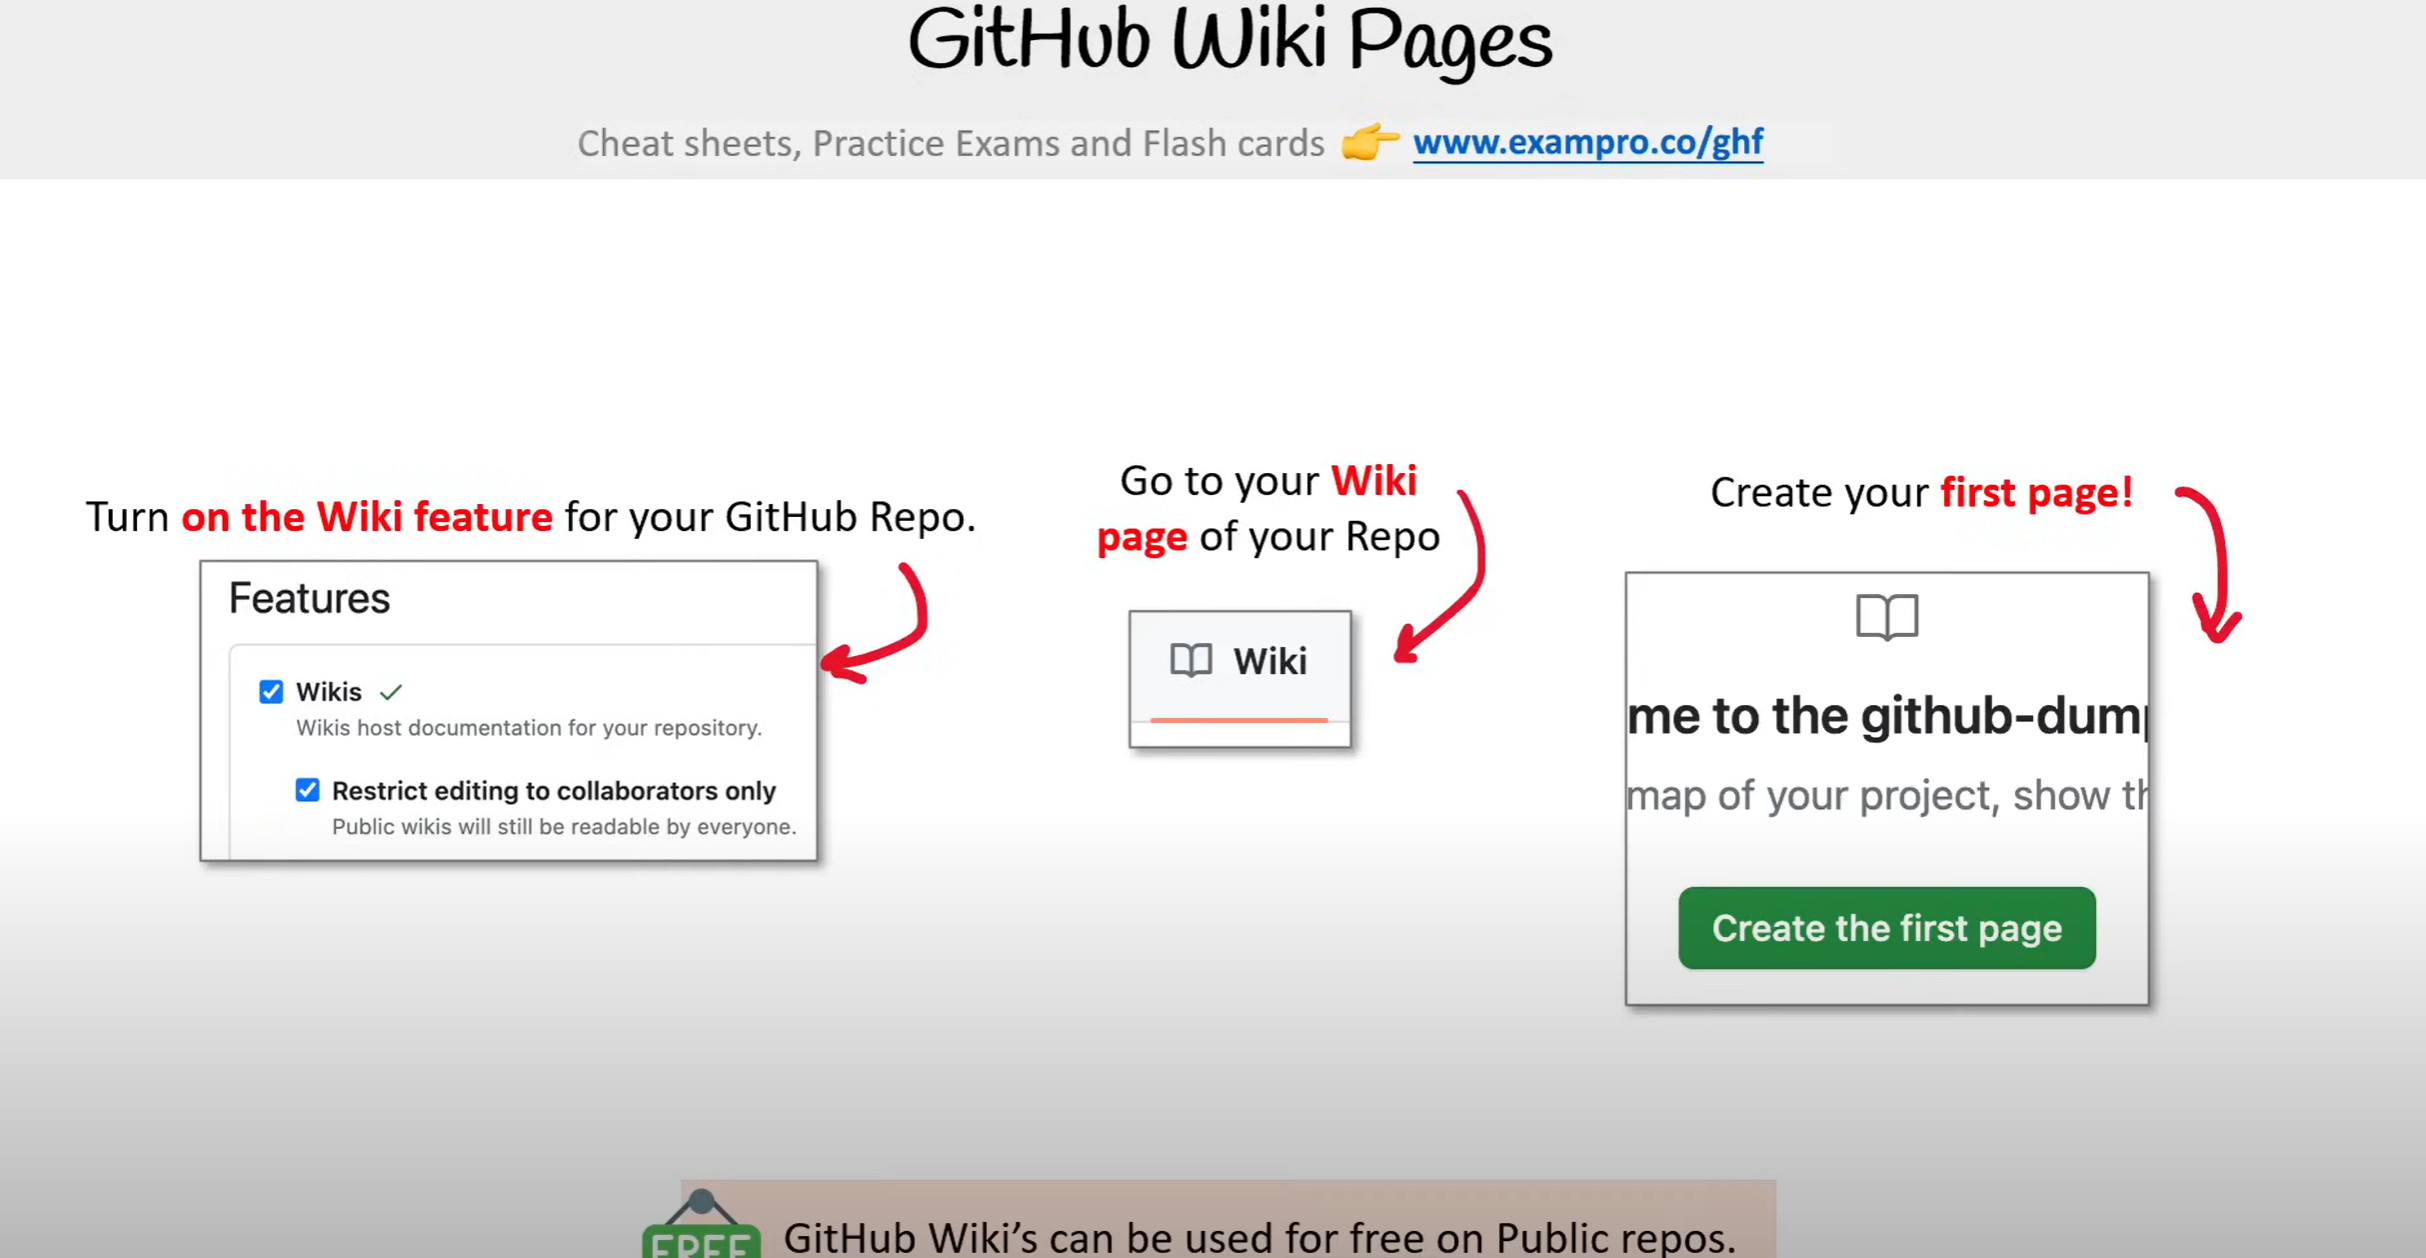 GitHub Wiki Pages
Cheat sheets, Practice Exams and Flash cards 👉 www.exampro.co/ghf
Turn on the Wiki feature for your GitHub Repo.
Features
Wikis ✓
Wikis host documentation for your repository.
Restrict editing to collaborators only
Public wikis will still be readable by everyone.
Go to your Wiki
page of your Repo
Wiki
Create your first page!
me to the github-dump
map of your project, show th
Create the first page
FREE
GitHub Wiki's can be used for free on Public repos.